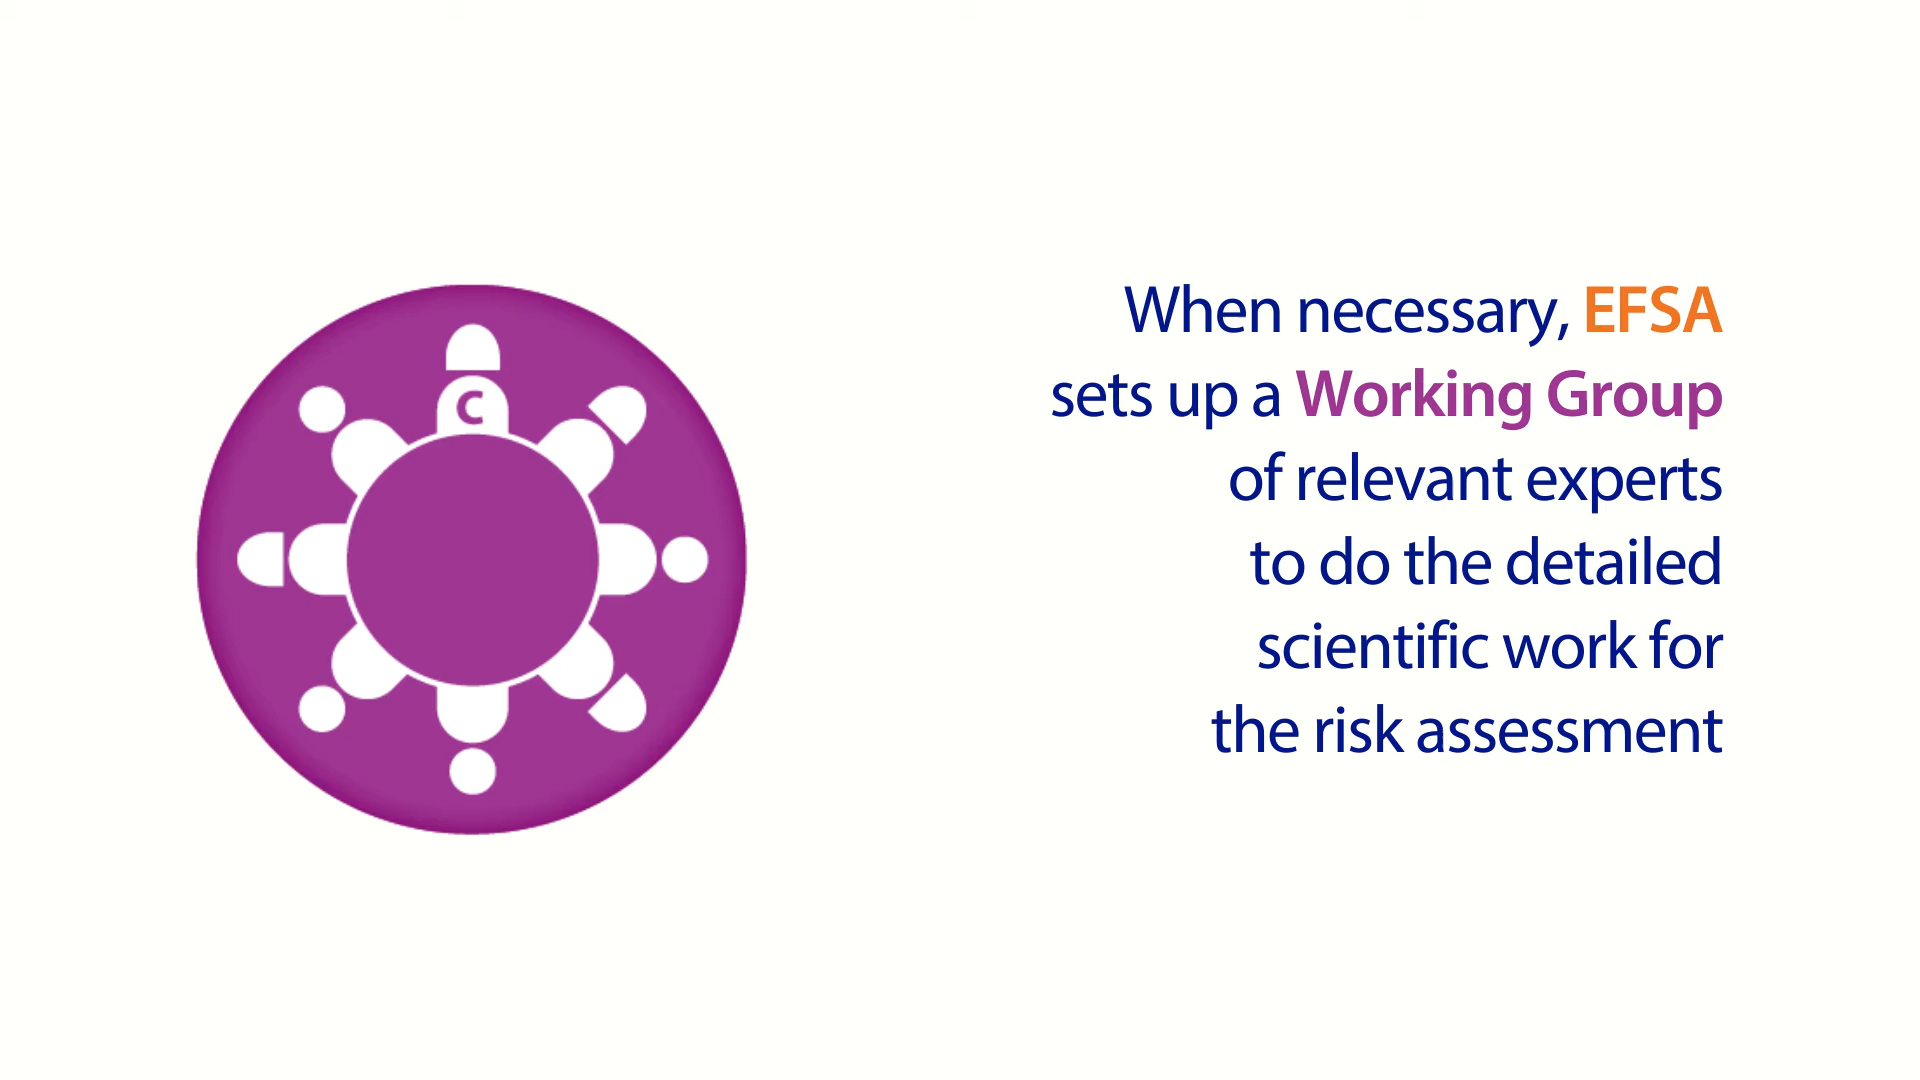 C
When necessary, EFSA
sets up a Working Group
of relevant experts
to do the detailed
scientific work for
the risk assessment